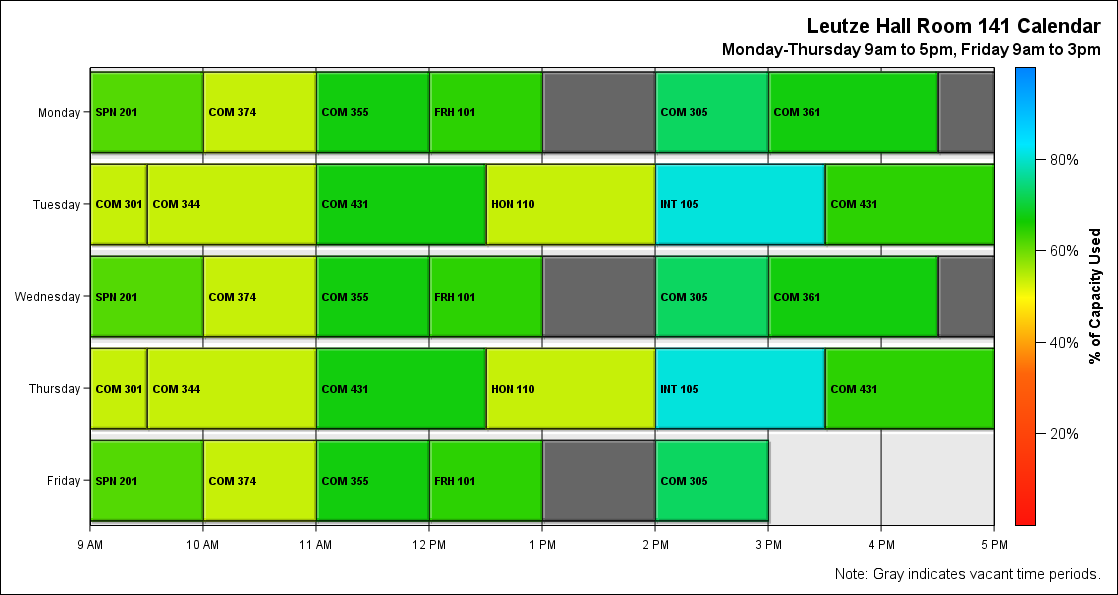 Leutze Hall Room 141 Calendar
Monday-Thursday 9am to 5pm, Friday 9am to 3pm
Monday
SPN 201
COM 374
COM 355
FRH 101
COM 305
COM 361
Tuesday
COM 301
COM 344
COM 431
HON 110
INT 105
COM 431
Wednesday
SPN 201
COM 374
COM 355
FRH 101
COM 305
COM 361
Thursday
COM 301
COM 344
COM 431
HON 110
INT 105
COM 431
Friday
SPN 201
COM 374
COM 355
FRH 101
COM 305
9 AM
10 AM
11 AM
12 PM
1 PM
2 PM
3 PM
4 PM
5 PM
80%
60%
40%
20%
% of Capacity Used
Note: Gray indicates vacant time periods.